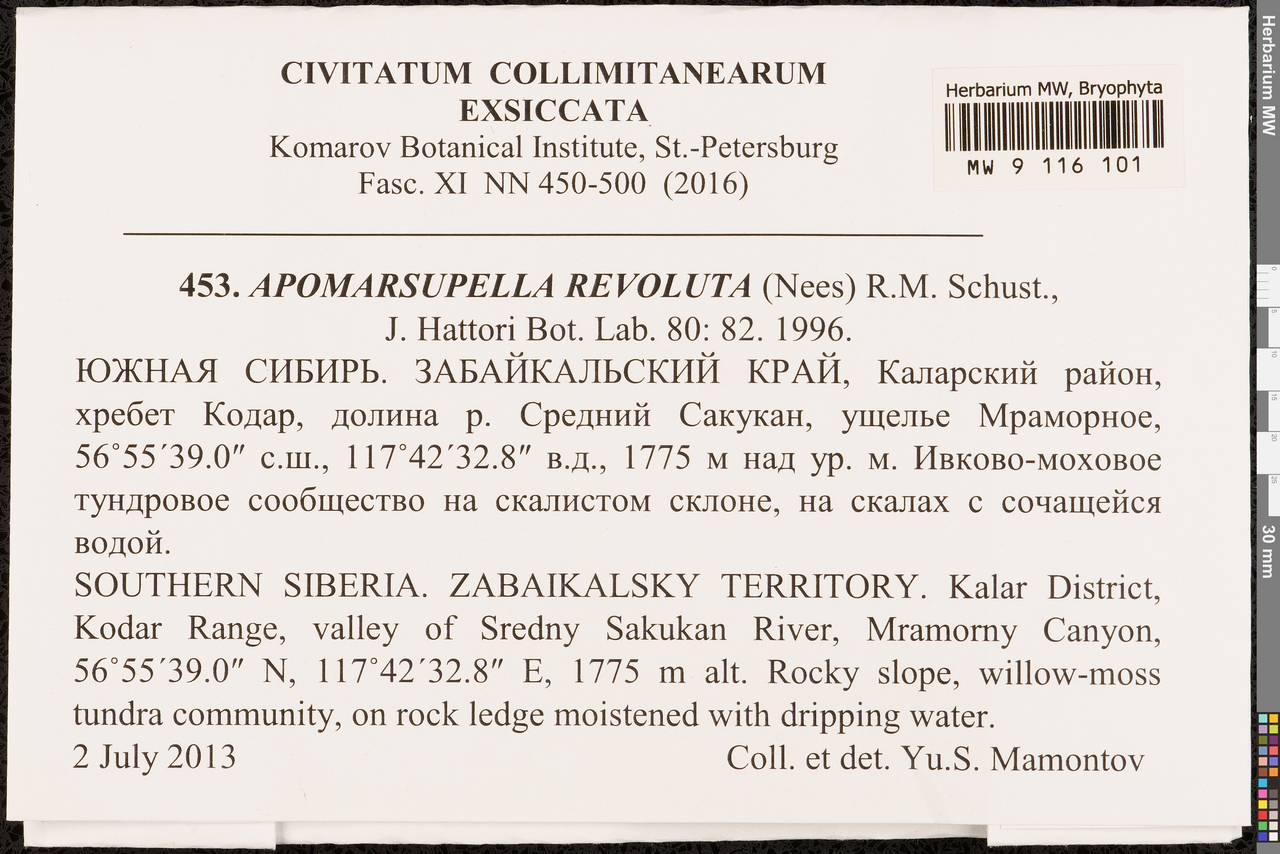 CIVITATUM COLLIMITANEARUM
EXSICCATA
Komarov Botanical Institute, St.-Petersburg
Fasc. XI NN 450-500 (2016)
Herbarium MW, Bryophyta
MW 9 116 101
453. APOMARSUPELLA REVOLUTA (Nees) R.M. Schust.,
J. Hattori Bot. Lab. 80: 82. 1996.
ЮЖНАЯ СИБИРЬ. ЗАБАЙКАЛЬСКИЙ КРАЙ, Каларский район,
хребет Кодар, долина р. Средний Сакукан, ущелье Мраморное,
56°55′39.0″ с.ш., 117°42′32.8″ в.д., 1775 м над ур. м. Ивково-моховое
тундровое сообщество на скалистом склоне, на скалах с сочащейся
водой.
SOUTHERN SIBERIA. ZABAIKALSKY TERRITORY. Kalar District,
Kodar Range, valley of Sredny Sakukan River, Mramorny Canyon,
56°55′39.0″ N, 117°42′32.8″ E, 1775 m alt. Rocky slope, willow-moss
tundra community, on rock ledge moistened with dripping water.
2 July 2013 Coll. et det. Yu.S. Mamontov
Herbarium MW
0
5
10
15
20
25
30 mm